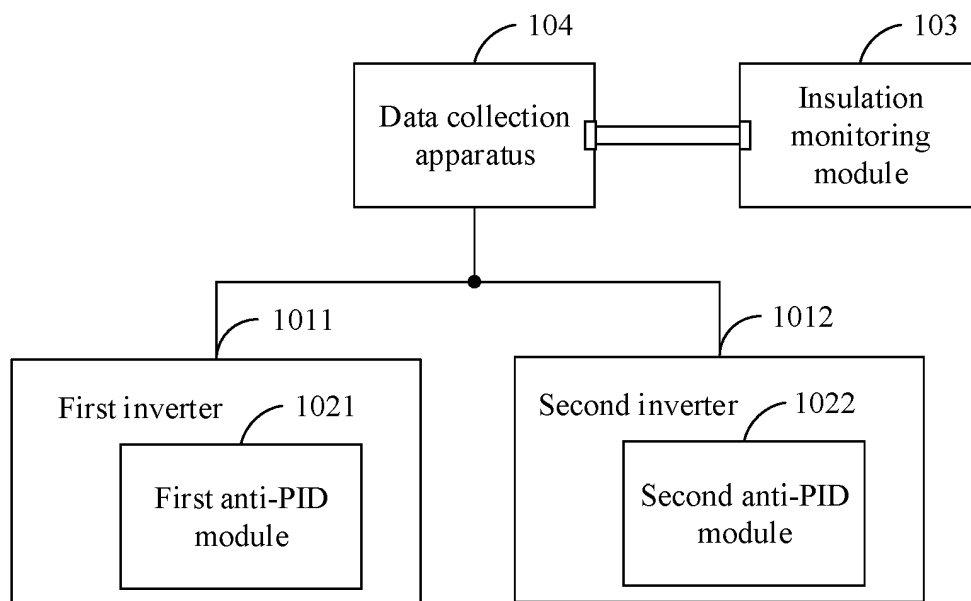 104
103
Data collection
apparatus
Insulation
monitoring
module
1011
1012
First inverter
1021
Second inverter
1022
First anti-PID
module
Second anti-PID
module